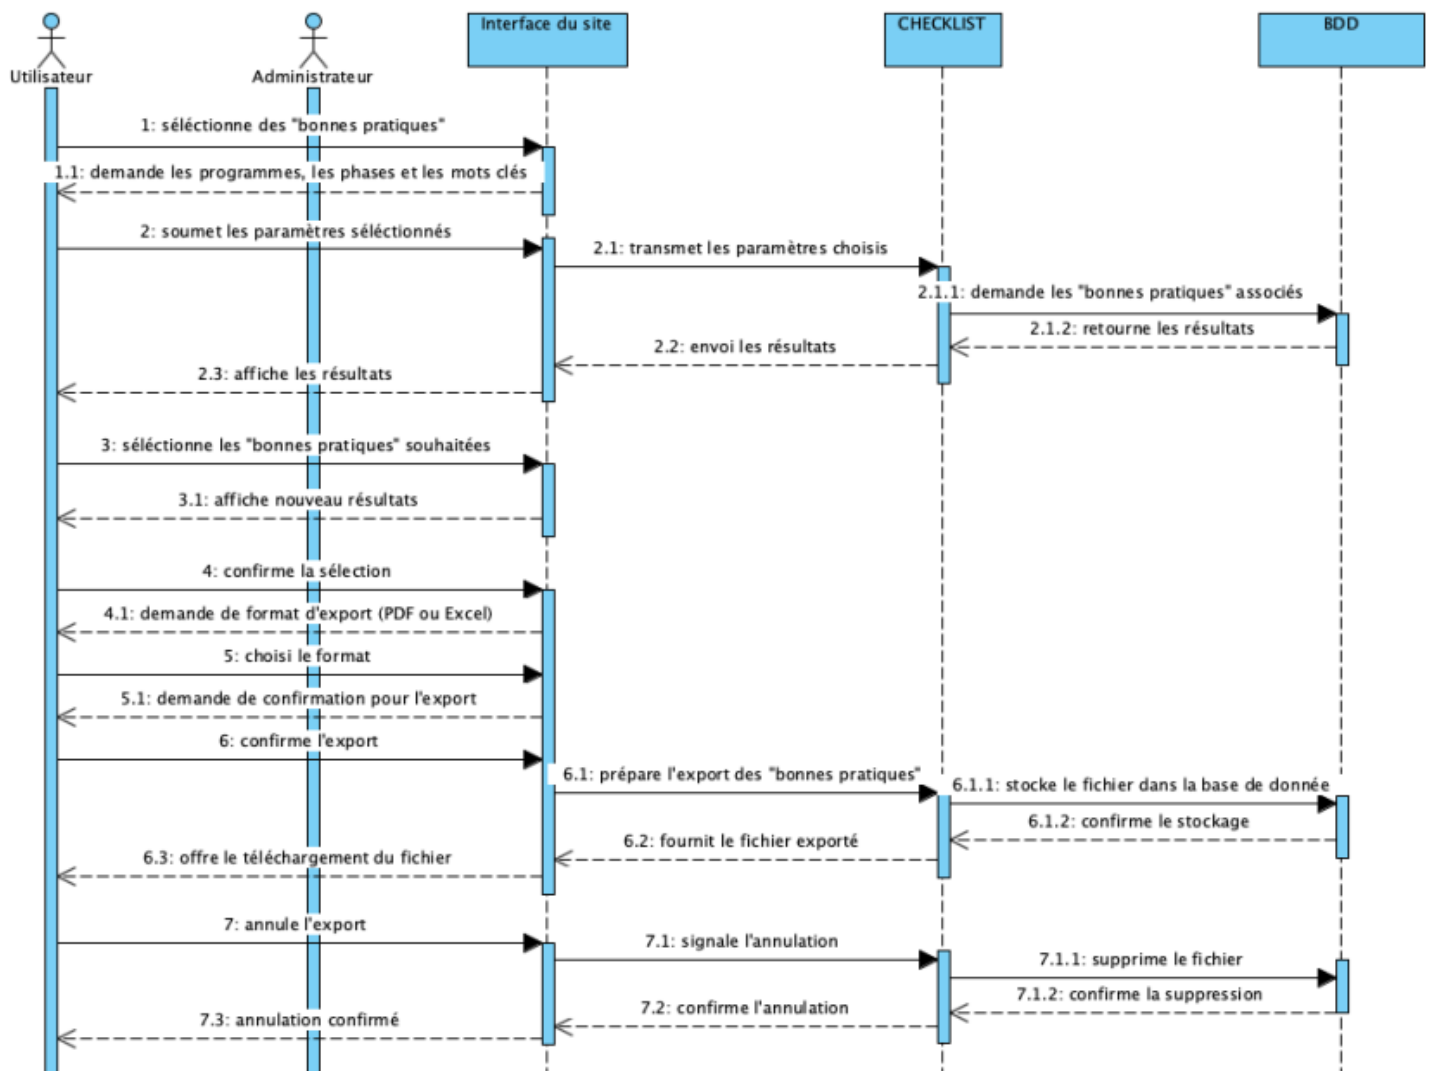 Utilisateur
Administrateur
Interface du site
CHECKLIST
BDD
1: séléctionne des "bonnes pratiques"
1.1: demande les programmes, les phases et les mots clés
2: soumet les paramètres séléctionnés
2.1: transmet les paramètres choisis
2.1.1: demande les "bonnes pratiques" associés
2.1.2: retourne les résultats
2.2: envoi les résultats
2.3: affiche les résultats
3: séléctionne les "bonnes pratiques" souhaitées
3.1: affiche nouveau résultats
4: confirme la sélection
4.1: demande de format d'export (PDF ou Excel)
5: choisi le format
5.1: demande de confirmation pour l'export
6: confirme l'export
6.1: prépare l'export des "bonnes pratiques"
6.1.1: stocke le fichier dans la base de donnée
6.1.2: confirme le stockage
6.2: fournit le fichier exporté
6.3: offre le téléchargement du fichier
7: annule l'export
7.1: signale l'annulation
7.1.1: supprime le fichier
7.1.2: confirme la suppression
7.2: confirme l'annulation
7.3: annulation confirmé